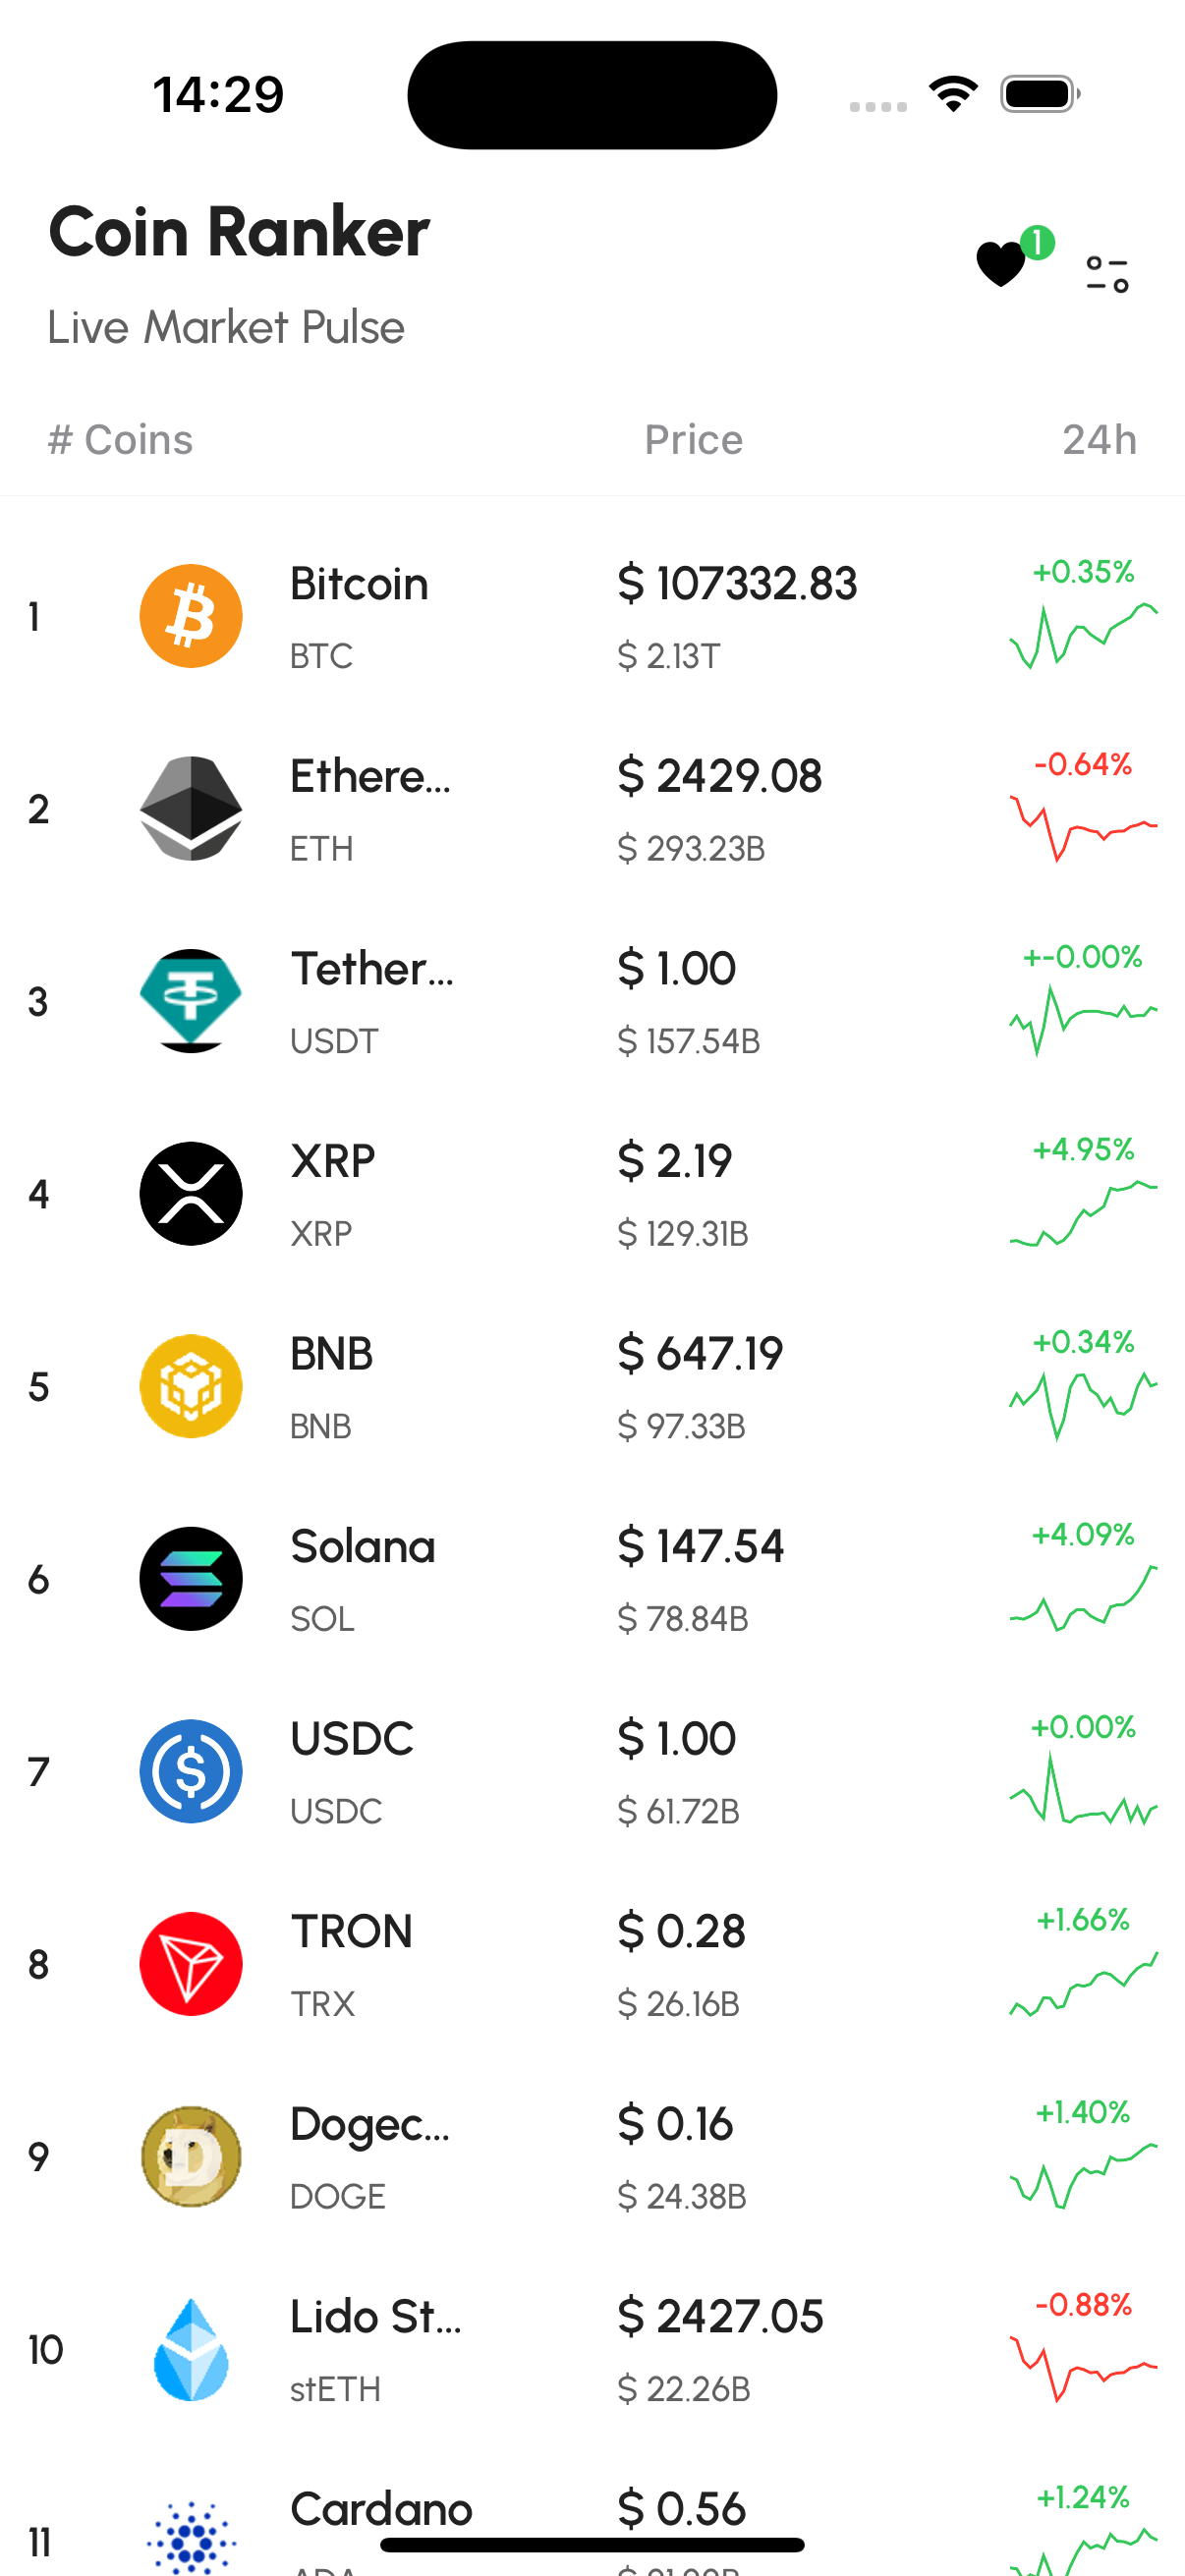 14:29
Coin Ranker
1
Live Market Pulse
# Coins Price 24h
1 Bitcoin $ 107332.83 +0.35%
BTC $ 2.13T
2 Ethere... $ 2429.08 -0.64%
ETH $ 293.23B
3 Tether... $ 1.00 +-0.00%
USDT $ 157.54B
4 XRP $ 2.19 +4.95%
XRP $ 129.31B
5 BNB $ 647.19 +0.34%
BNB $ 97.33B
6 Solana $ 147.54 +4.09%
SOL $ 78.84B
7 USDC $ 1.00 +0.00%
USDC $ 61.72B
8 TRON $ 0.28 +1.66%
TRX $ 26.16B
9 Dogec... $ 0.16 +1.40%
DOGE $ 24.38B
10 Lido St... $ 2427.05 -0.88%
stETH $ 22.26B
11 Cardano $ 0.56 +1.24%